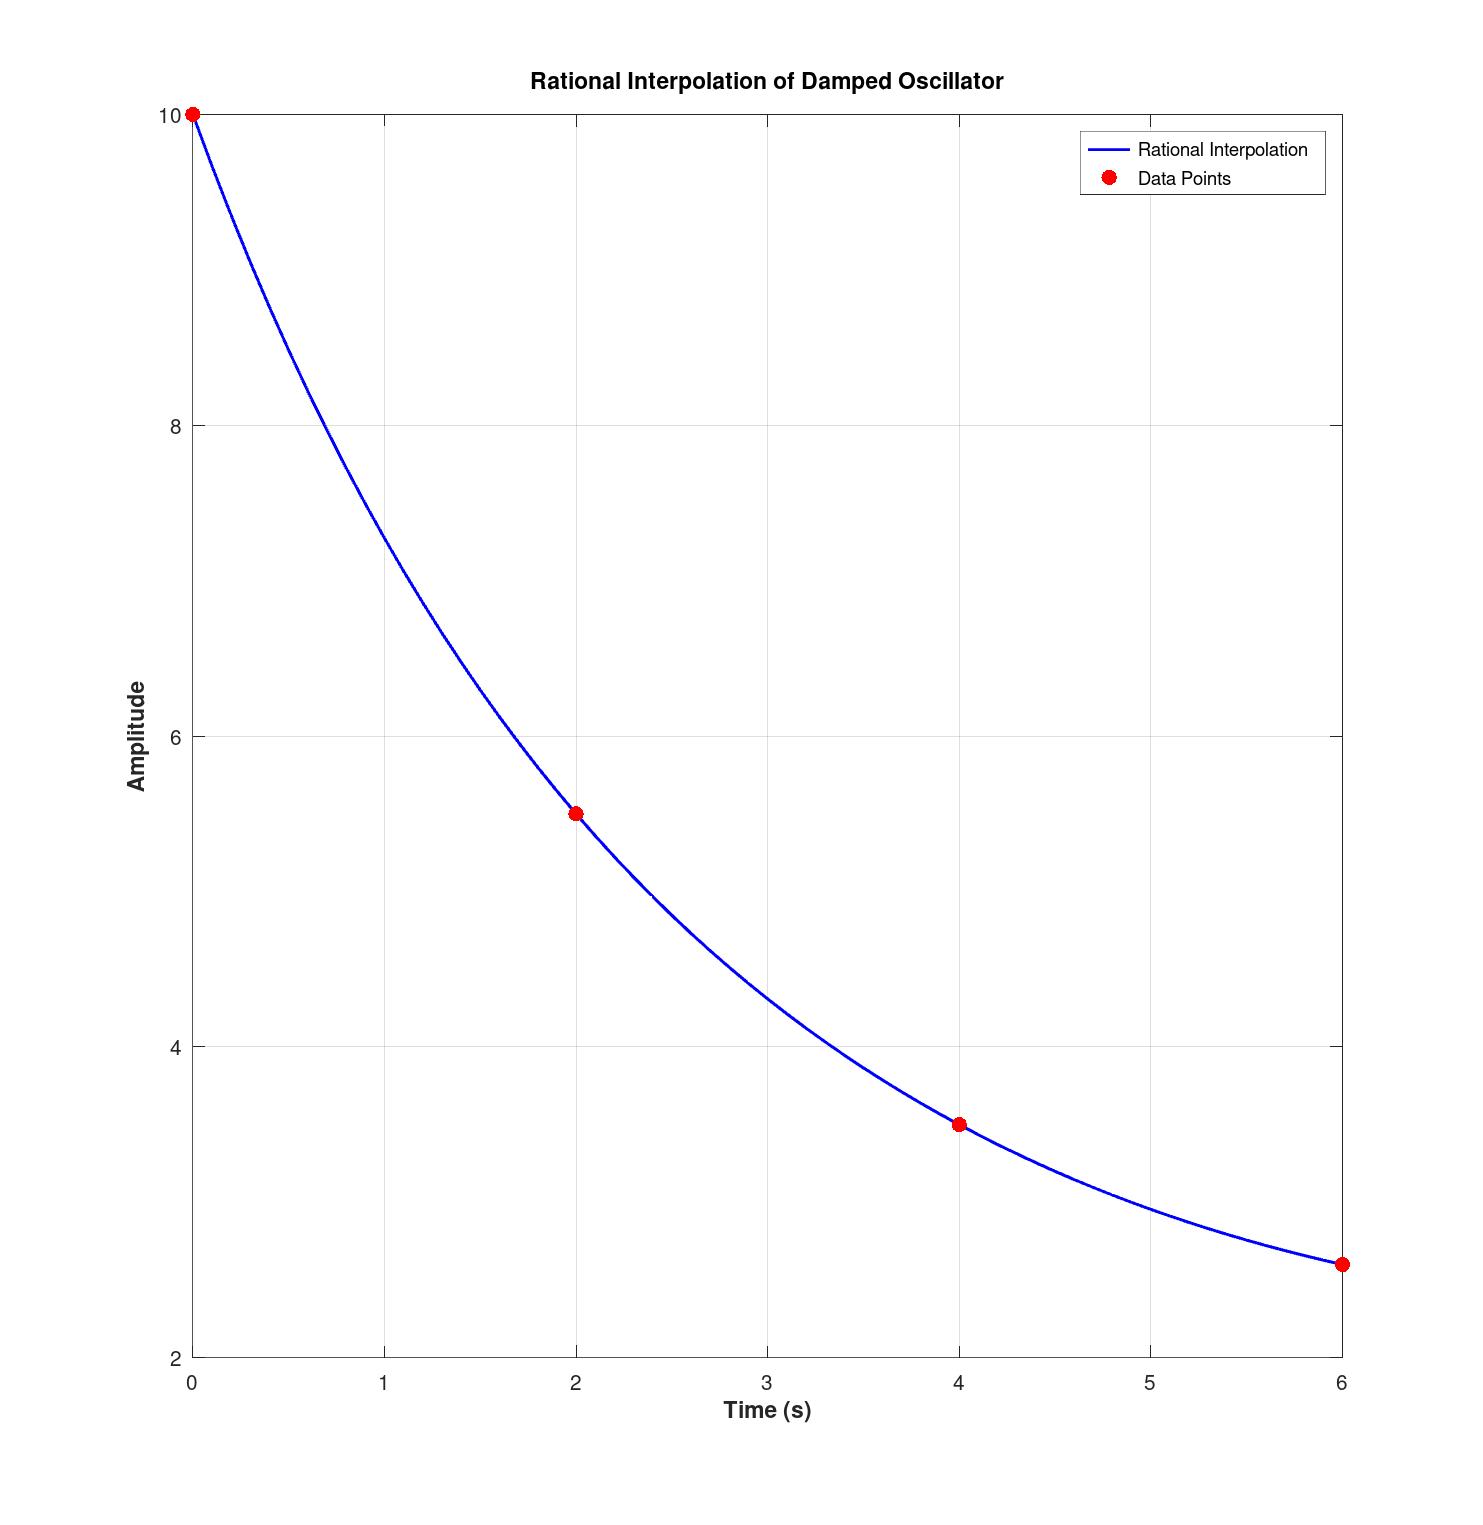 Rational Interpolation of Damped Oscillator
Rational Interpolation
Data Points
Amplitude
10
8
6
4
2
0 1 2 3 4 5 6
Time (s)